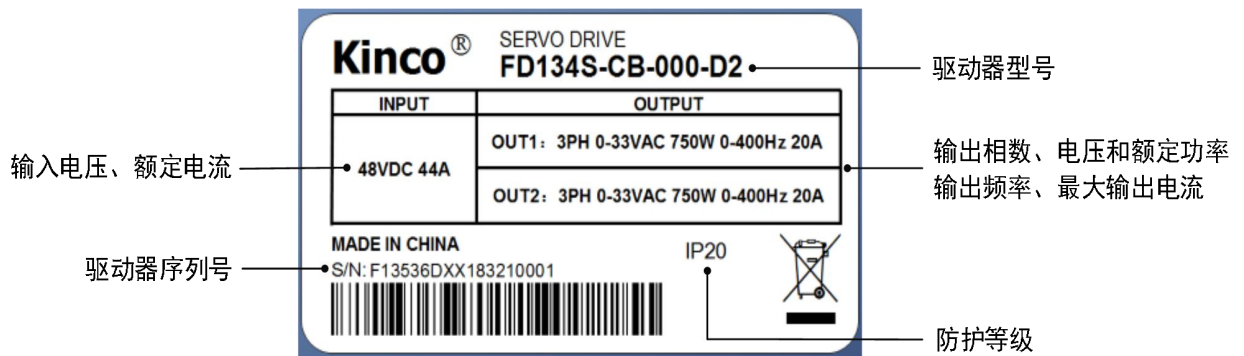 Kinco®
SERVO DRIVE
FD134S-CB-000-D2
驱动器型号
INPUT
OUTPUT
输入电压、额定电流
48VDC 44A
OUT1：3PH 0-33VAC 750W 0-400Hz 20A
OUT2：3PH 0-33VAC 750W 0-400Hz 20A
输出相数、电压和额定功率
输出频率、最大输出电流
MADE IN CHINA
驱动器序列号
S/N: F13536DXX183210001
IP20
防护等级